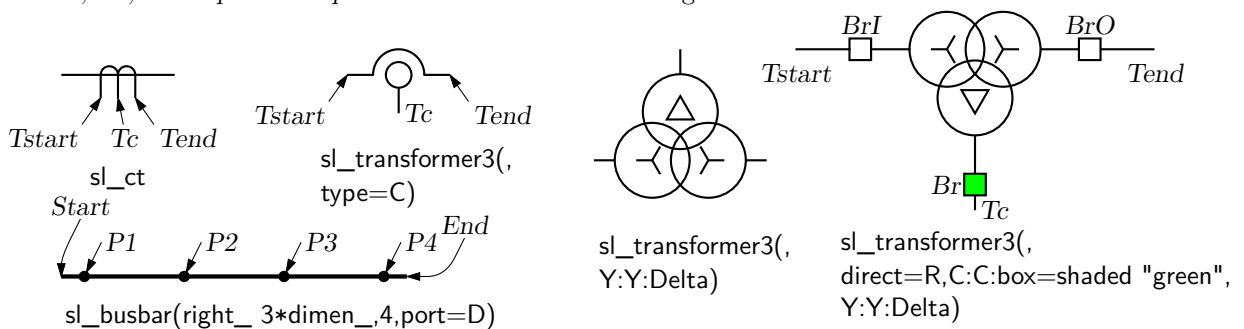 Tstart Tc Tend
sl_ct
Tstart Tc Tend
sl_transformer3(,
type=C)
Start
P1 P2 P3 P4 End
sl_busbar(right_ 3*dimen_,4,port=D)
sl_transformer3(,
Y:Y:Delta)
BrI BrO
Tstart Tend
Br
Tc
sl_transformer3(,
direct=R,C:C:box=shaded "green",
Y:Y:Delta)